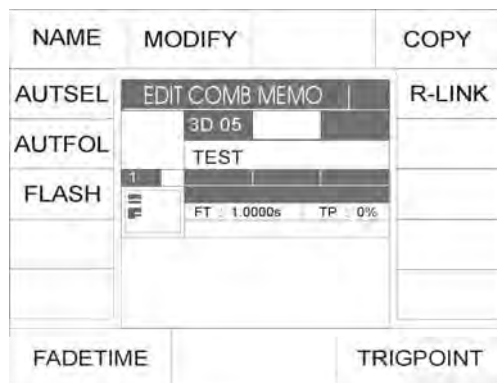 NAME MODIFY COPY
AUTSEL EDIT COMB MEMO R-LINK
3D 05
AUTFOL TEST
1
FLASH FT : 1.0000s TP : 0%
FADETIME TRIGPOINT